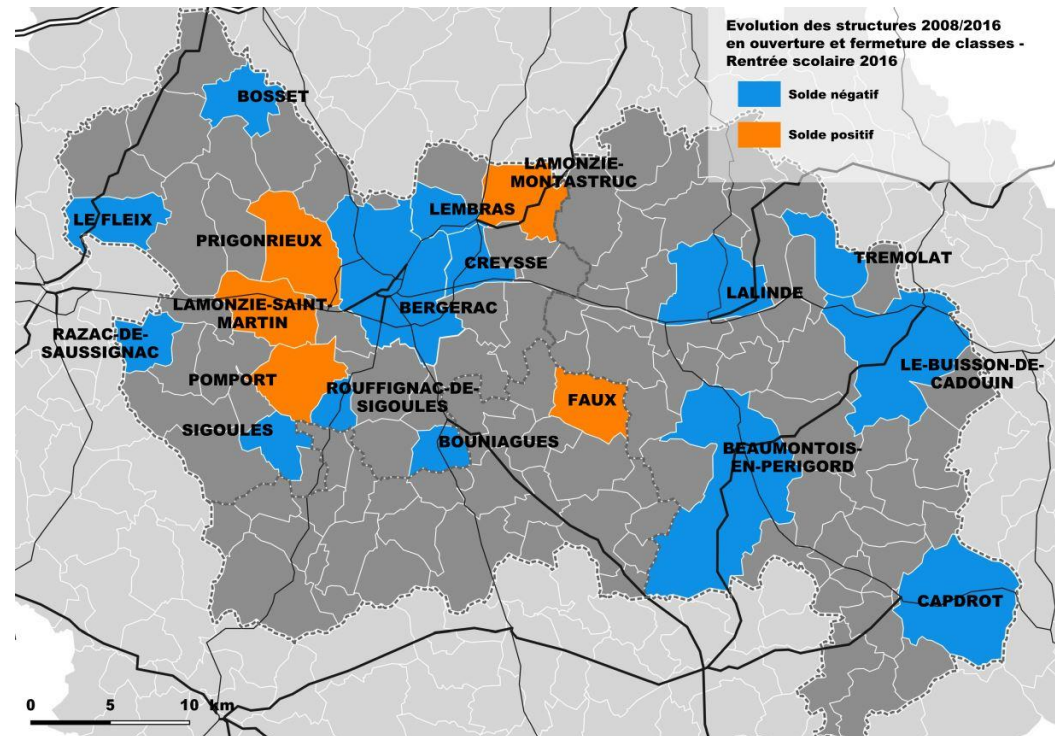 Evolution des structures 2008/2016
en ouverture et fermeture de classes -
Rentrée scolaire 2016
Solde négatif
Solde positif
BOSSET
LAMONZIE-
MONTASTRUC
LE FLEIX
LEMBRAS
PRIGONRIEUX
CREYSSE
TREMOLAT
LALINDE
LAMONZIE-SAINT-
MARTIN
BERGERAC
RAZAC-DE-
SAUSSIGNAC
LE-BUISSON-DE-
CADOUIN
POMPORT
ROUFFIGNAC-DE-
SIGOULES
FAUX
SIGOULES
BOUNIAGUES
BEAUMONTOIS-
EN-PERIGORD
CAPDROT
0 5 10 km